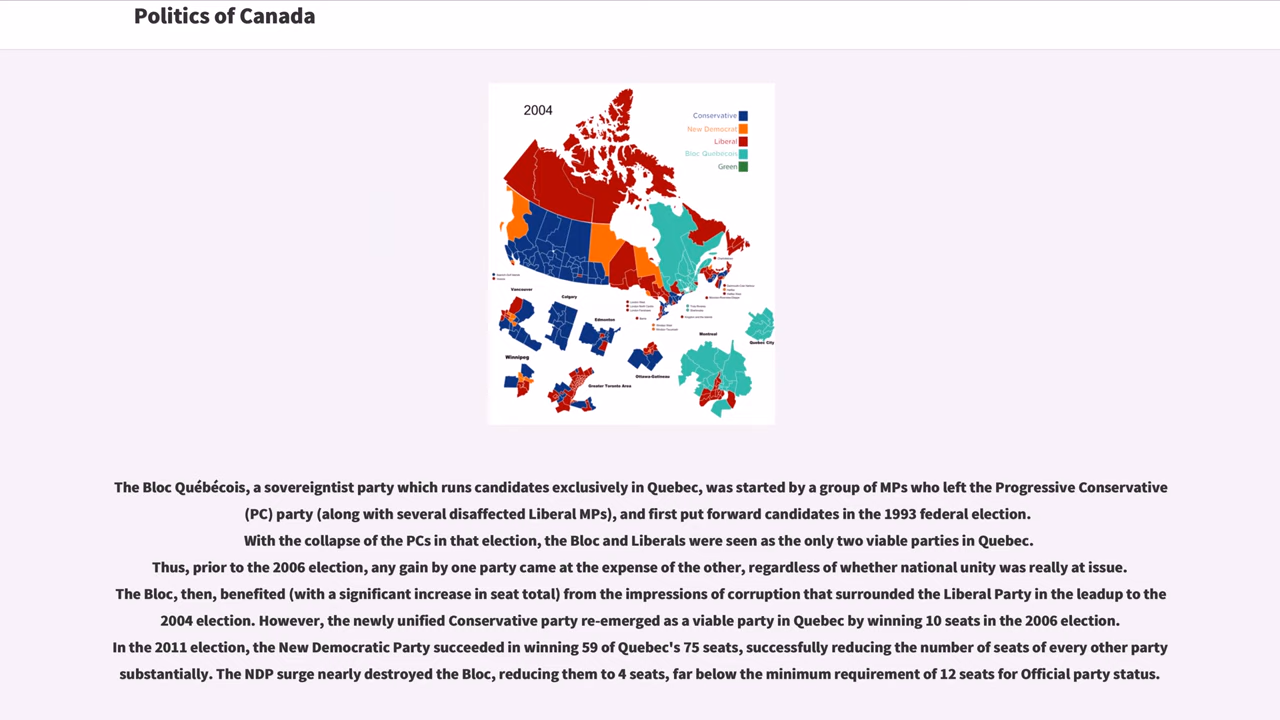 Politics of Canada
2004
Conservative
New Democrat
Liberal
Bloc Québécois
Green
Vancouver
Calgary
Edmonton
Winnipeg
Greater Toronto Area
Ottawa-Gatineau
Montreal
Quebec City
The Bloc Québécois, a sovereigntist party which runs candidates exclusively in Quebec, was started by a group of MPs who left the Progressive Conservative
(PC) party (along with several disaffected Liberal MPs), and first put forward candidates in the 1993 federal election.
With the collapse of the PCs in that election, the Bloc and Liberals were seen as the only two viable parties in Quebec.
Thus, prior to the 2006 election, any gain by one party came at the expense of the other, regardless of whether national unity was really at issue.
The Bloc, then, benefited (with a significant increase in seat total) from the impressions of corruption that surrounded the Liberal Party in the leadup to the
2004 election. However, the newly unified Conservative party re-emerged as a viable party in Quebec by winning 10 seats in the 2006 election.
In the 2011 election, the New Democratic Party succeeded in winning 59 of Quebec's 75 seats, successfully reducing the number of seats of every other party
substantially. The NDP surge nearly destroyed the Bloc, reducing them to 4 seats, far below the minimum requirement of 12 seats for Official party status.